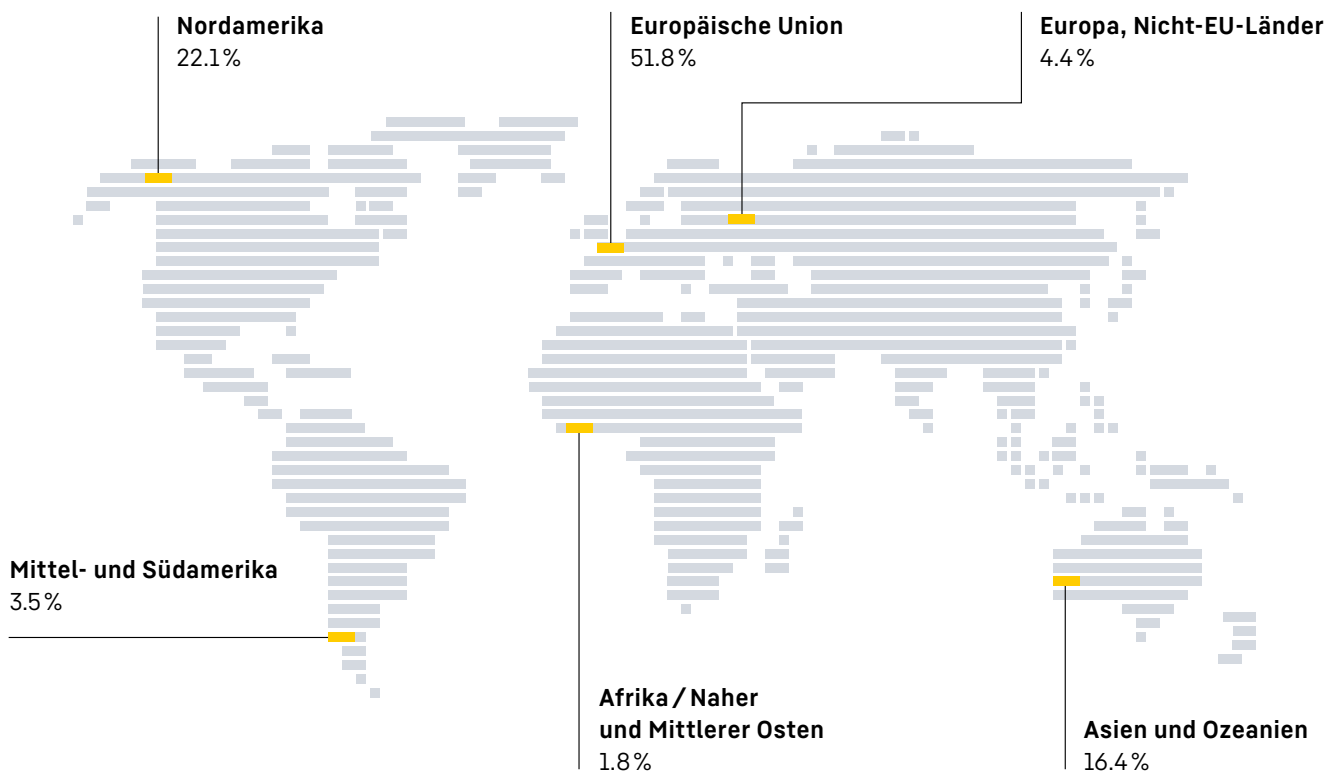 Nordamerika
22.1 %
Europäische Union
51.8 %
Europa, Nicht-EU-Länder
4.4 %
Mittel- und Südamerika
3.5 %
Afrika / Naher
und Mittlerer Osten
1.8 %
Asien und Ozeanien
16.4 %